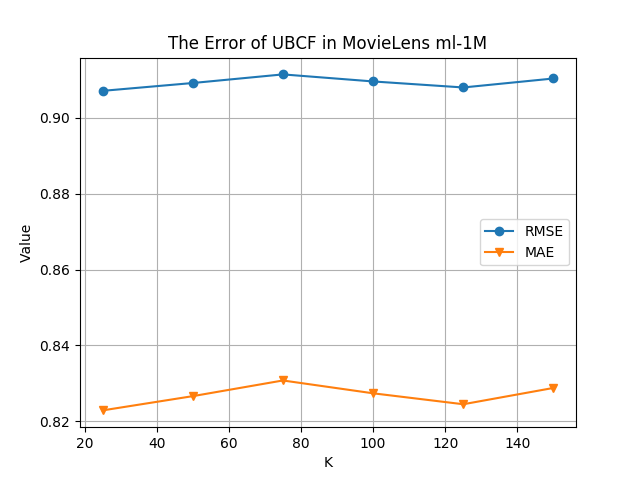 The Error of UBCF in MovieLens ml-1M
0.90
0.88
0.86
0.84
0.82
Value
RMSE
MAE
20 40 60 80 100 120 140
K